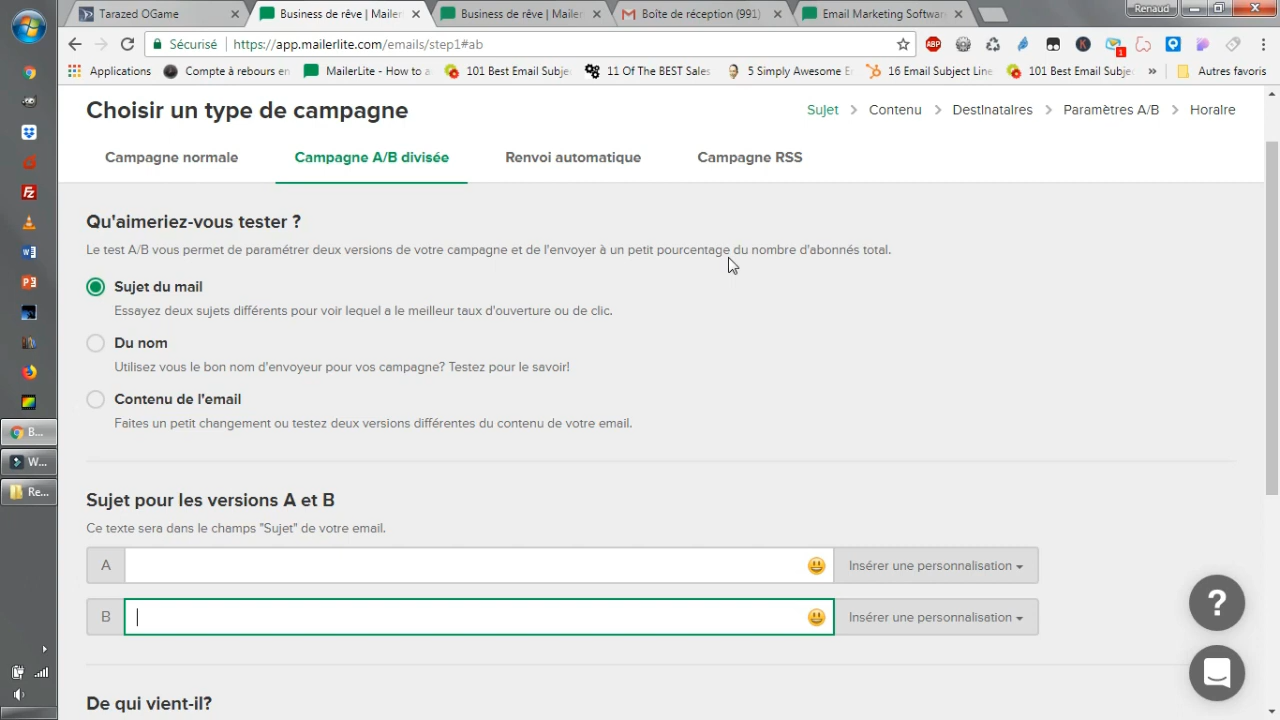 Tarazed OGame
Business de rêve | Mailer
Business de rêve | Mailer
Boîte de réception (991)
Email Marketing Softwar
Renaud
Sécurisé
https://app.mailerlite.com/emails/step1#ab
ABP
K
1
Applications
Compte à rebours en
MailerLite - How to a
101 Best Email Subje
11 Of The BEST Sales
5 Simply Awesome E
16 Email Subject Line
101 Best Email Subje
»
Autres favoris
Choisir un type de campagne
Sujet > Contenu > Destinataires > Paramètres A/B > Horaire
Campagne normale
Campagne A/B divisée
Renvoi automatique
Campagne RSS
Qu'aimeriez-vous tester ?
Le test A/B vous permet de paramétrer deux versions de votre campagne et de l'envoyer à un petit pourcentage du nombre d'abonnés total.
Sujet du mail
Essayez deux sujets différents pour voir lequel a le meilleur taux d'ouverture ou de clic.
Du nom
Utilisez vous le bon nom d'envoyeur pour vos campagne? Testez pour le savoir!
Contenu de l'email
Faites un petit changement ou testez deux versions différentes du contenu de votre email.
Sujet pour les versions A et B
Ce texte sera dans le champs "Sujet" de votre email.
A
Insérer une personnalisation
B
Insérer une personnalisation
De qui vient-il?
?
Fz
B...
W...
Re...